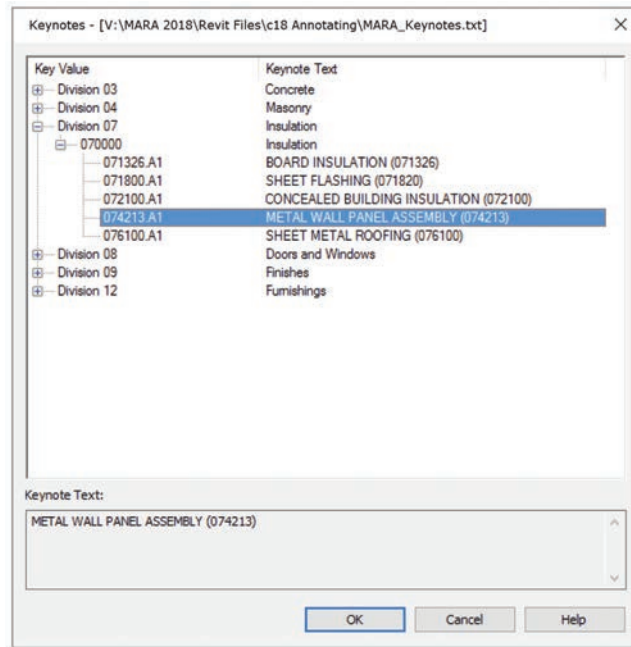 Keynotes - [V:\MARA 2018\Revit Files\c18 Annotating\MARA_Keynotes.txt]
Key Value Keynote Text
Division 03 Concrete
Division 04 Masonry
Division 07 Insulation
070000 Insulation
071326.A1 BOARD INSULATION (071326)
071800.A1 SHEET FLASHING (071820)
072100.A1 CONCEALED BUILDING INSULATION (072100)
074213.A1 METAL WALL PANEL ASSEMBLY (074213)
076100.A1 SHEET METAL ROOFING (076100)
Division 08 Doors and Windows
Division 09 Finishes
Division 12 Furnishings
Keynote Text:
METAL WALL PANEL ASSEMBLY (074213)
OK Cancel Help